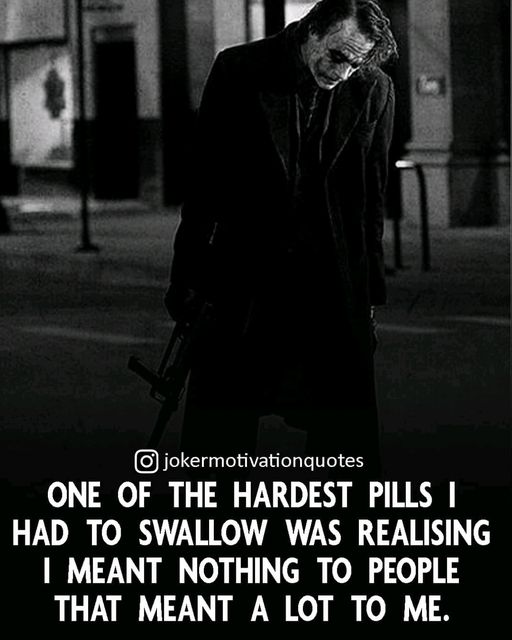 jokermotivationquotes
ONE OF THE HARDEST PILLS I
HAD TO SWALLOW WAS REALISING
I MEANT NOTHING TO PEOPLE
THAT MEANT A LOT TO ME.